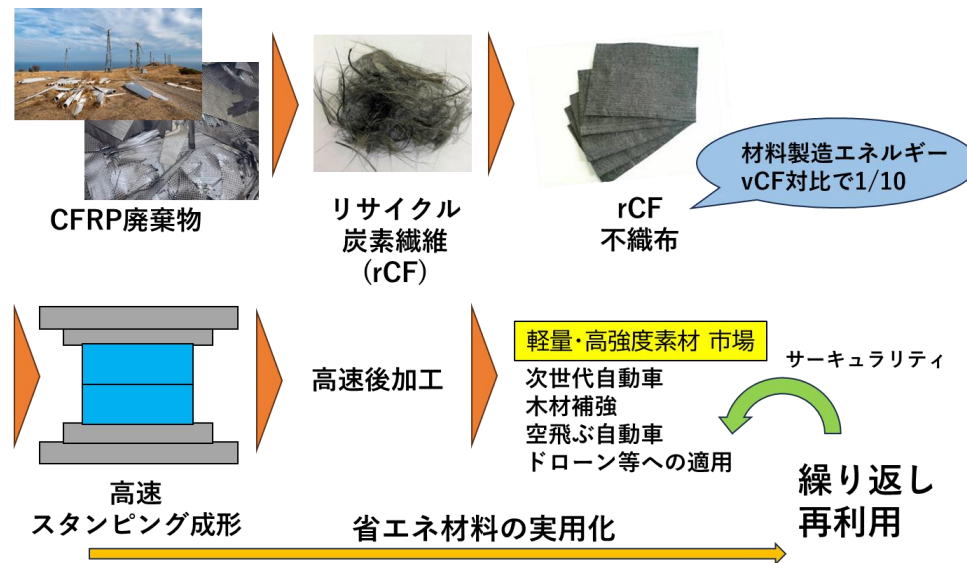 CFRP廃棄物
リサイクル
炭素繊維
(rCF)
rCF
不織布
材料製造エネルギー
vCF対比で1/10
高速
スタンピング成形
高速後加工
軽量・高強度素材 市場
次世代自動車
木材補強
空飛ぶ自動車
ドローン等への適用
サーキュラリティ
繰り返し
再利用
省エネ材料の実用化